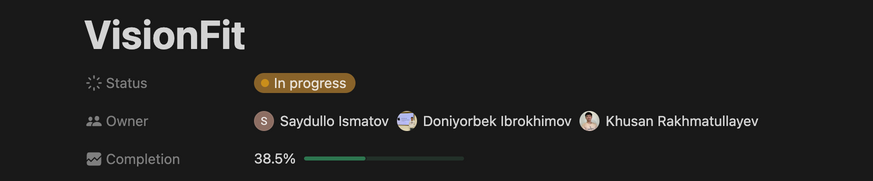 VisionFit
Status In progress
Owner S Saydullo Ismatov Doniyorbek Ibrokhimov Khusan Rakhmatullayev
Completion 38.5%